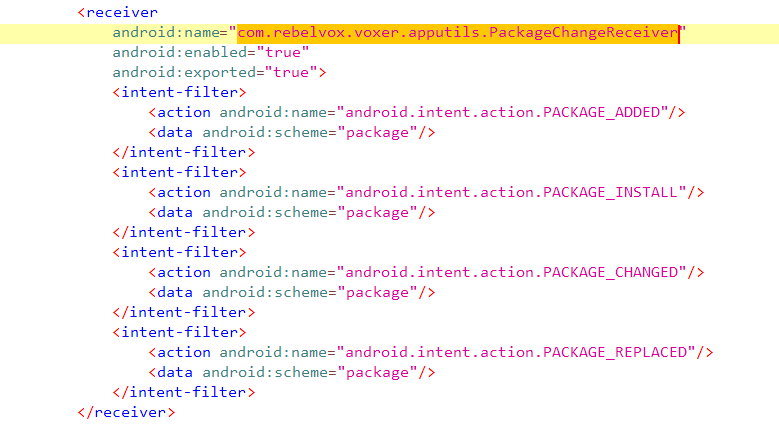 <receiver
android:name="com.rebelvox.voxer.apputils.PackageChangeReceiver"
android:enabled="true"
android:exported="true">
<intent-filter>
<action android:name="android.intent.action.PACKAGE_ADDED"/>
<data android:scheme="package"/>
</intent-filter>
<intent-filter>
<action android:name="android.intent.action.PACKAGE_INSTALL"/>
<data android:scheme="package"/>
</intent-filter>
<intent-filter>
<action android:name="android.intent.action.PACKAGE_CHANGED"/>
<data android:scheme="package"/>
</intent-filter>
<intent-filter>
<action android:name="android.intent.action.PACKAGE_REPLACED"/>
<data android:scheme="package"/>
</intent-filter>
</receiver>